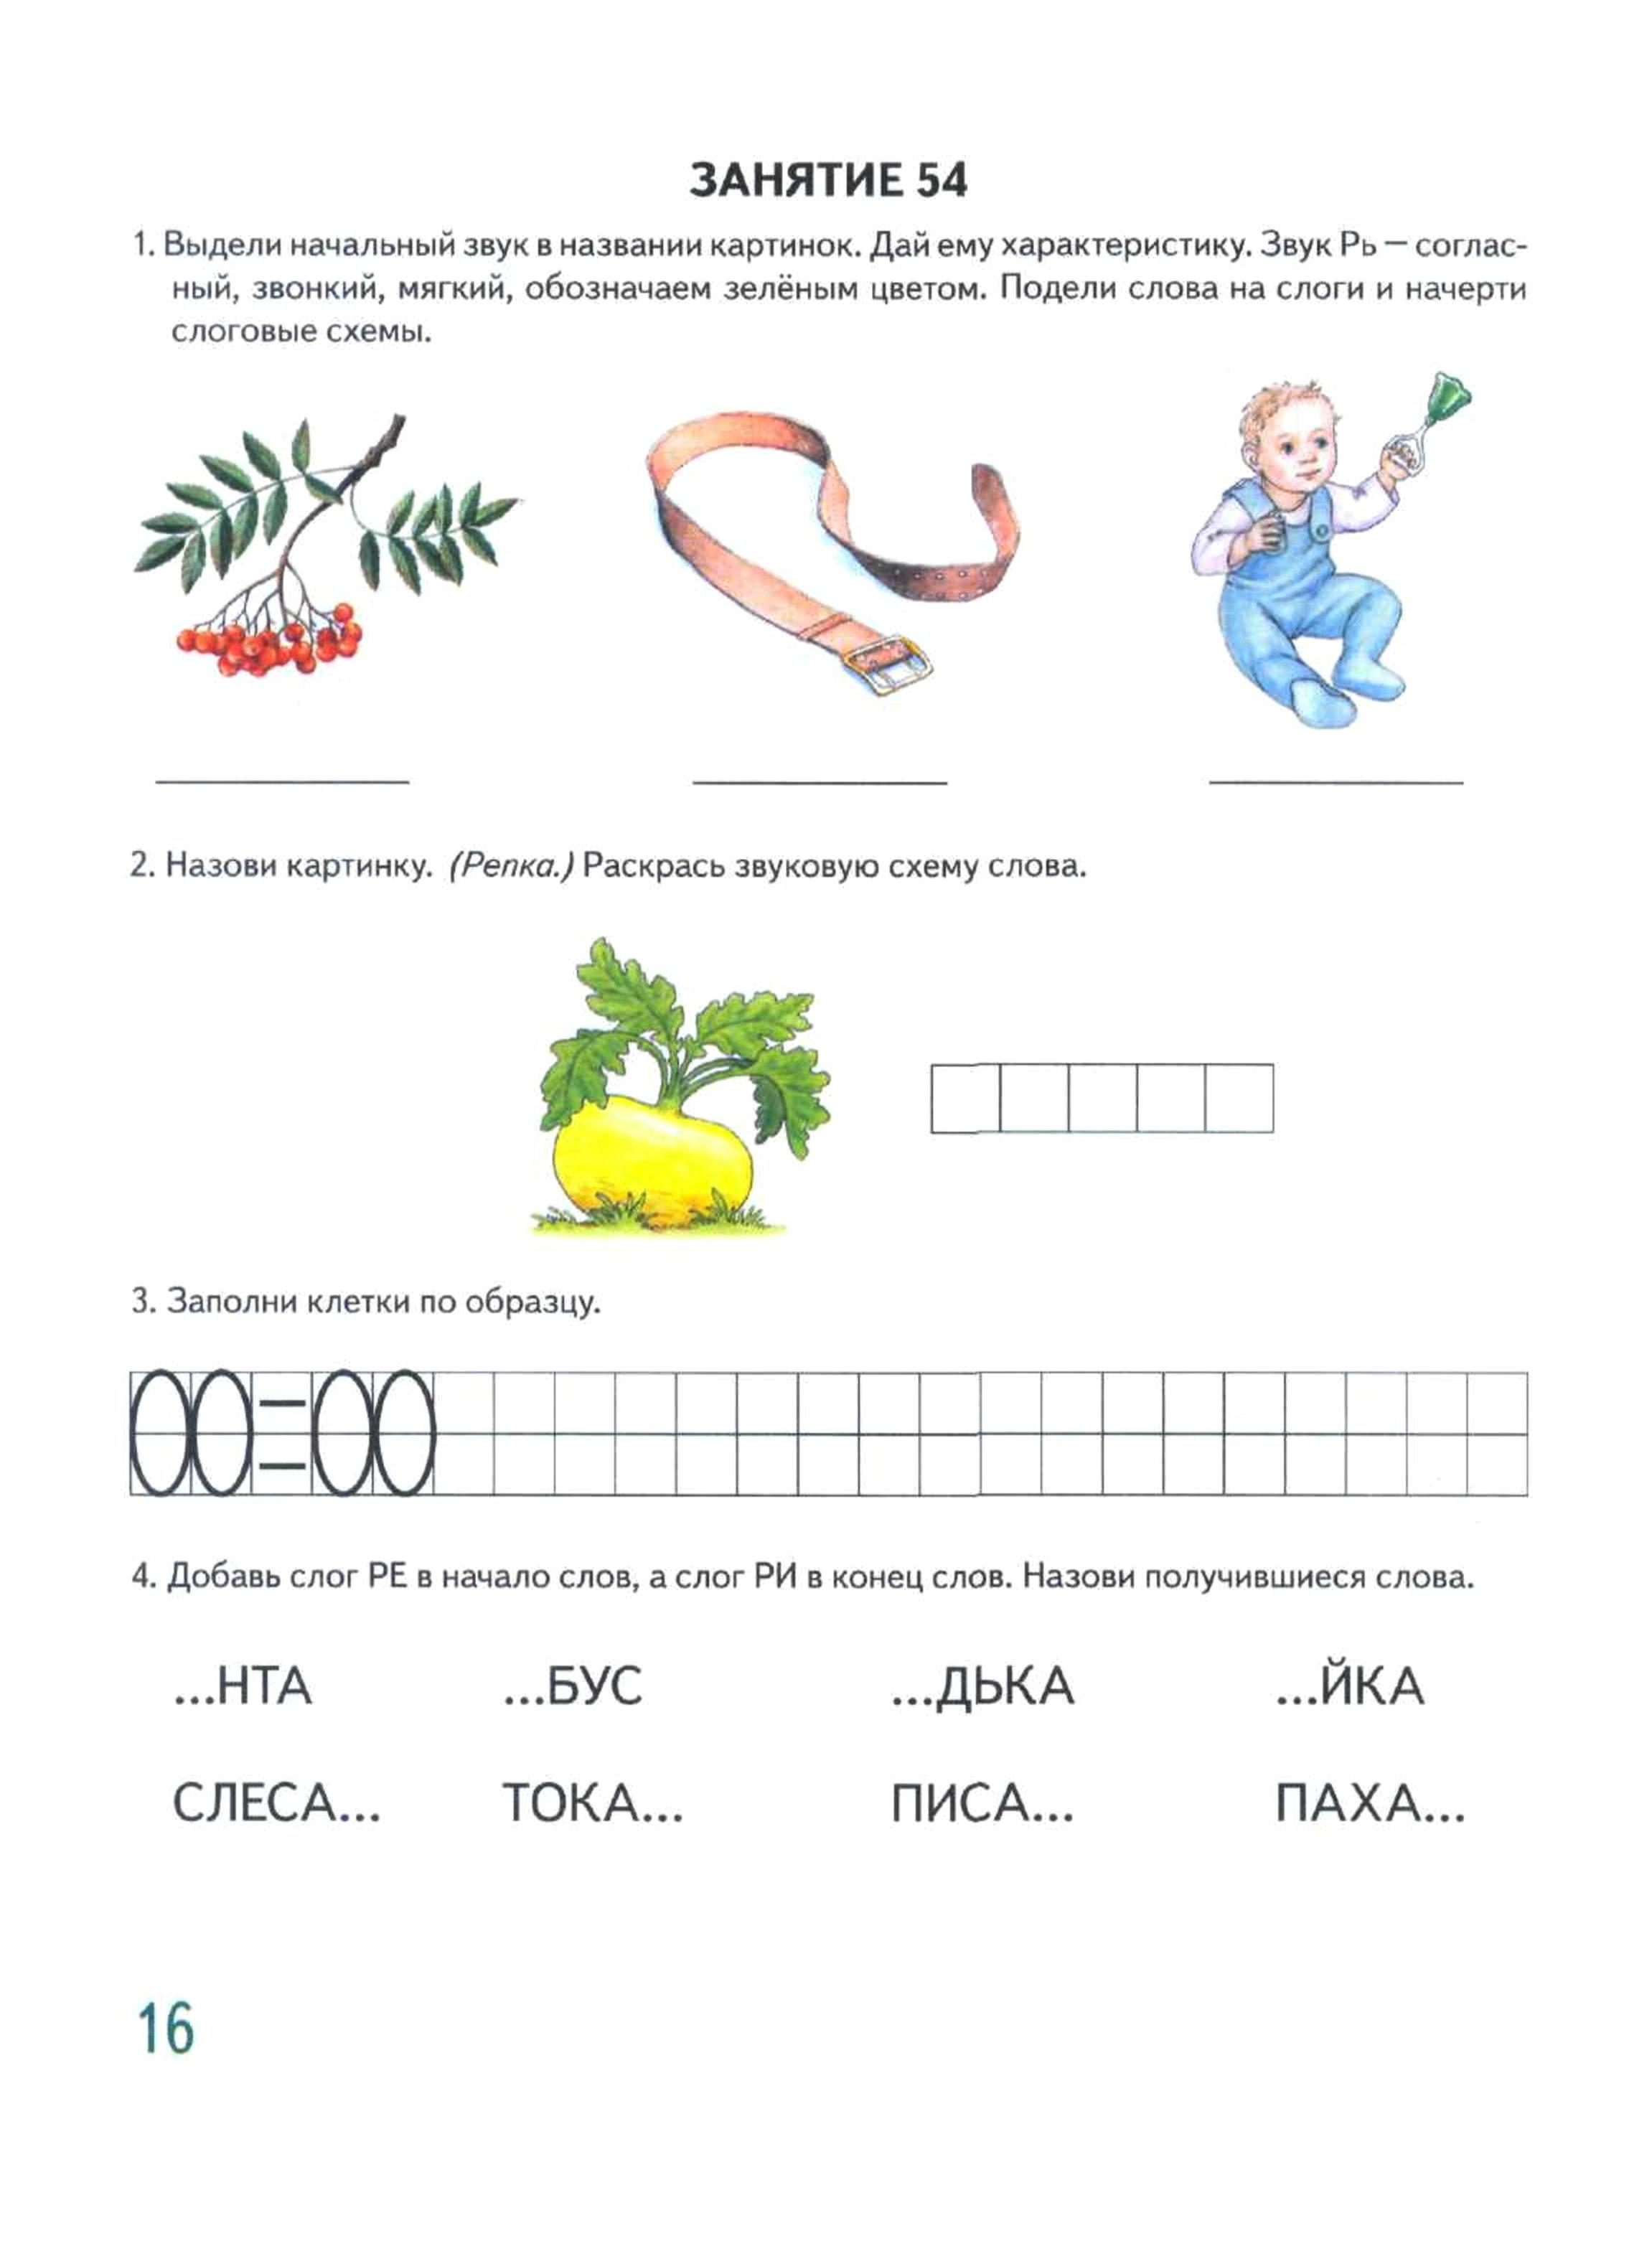 ЗАНЯТИЕ 54
1. Выдели начальный звук в названии картинок. Дай ему характеристику. Звук Рь — соглас-
ный, звонкий, мягкий, обозначаем зелёным цветом. Подели слова на слоги и начерти
слоговые схемы.
2. Назови картинку. (Репка.) Раскрась звуковую схему слова.
3. Заполни клетки по образцу.
00=00
4. Добавь слог РЕ в начало слов, а слог РИ в конец слов. Назови получившиеся слова.
...НТА ...БУС ...ДЬКА ...ЙКА
СЛЕСА... ТОКА... ПИСА... ПАХА...
16